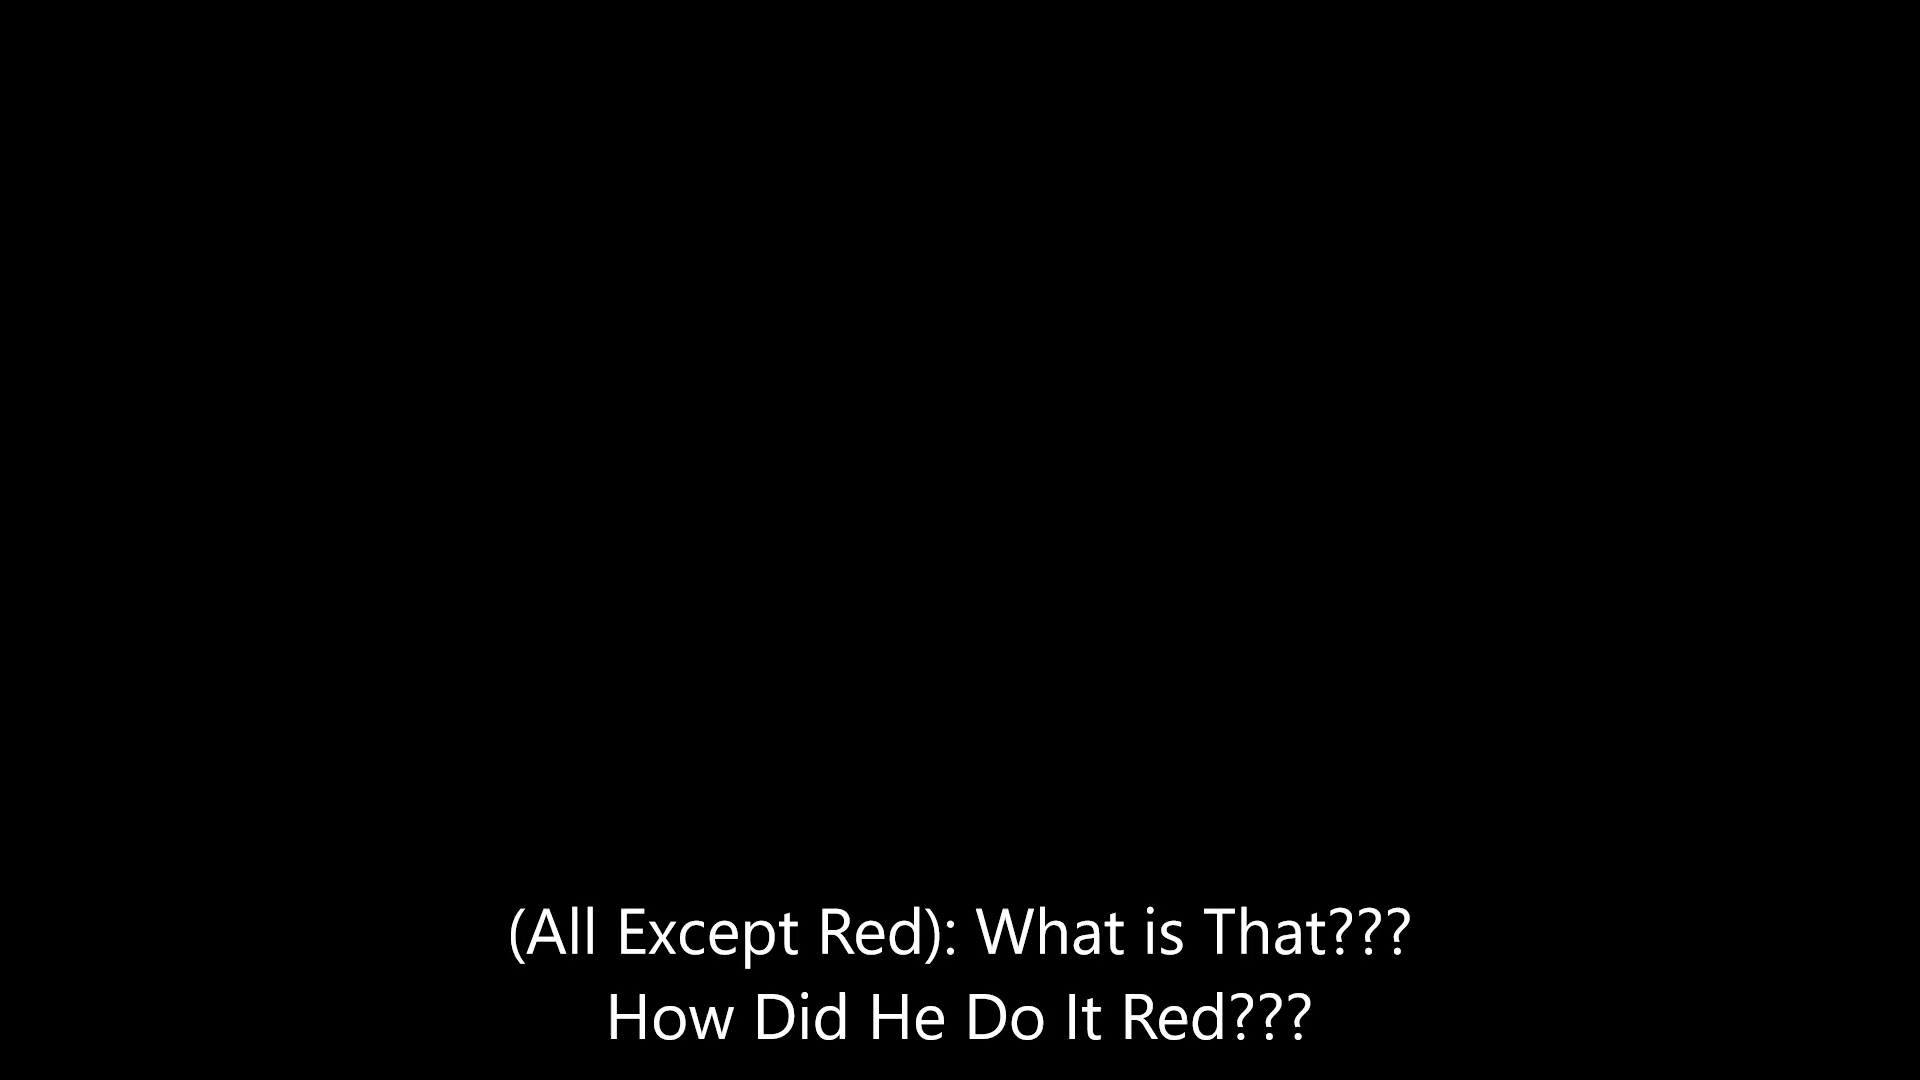 (All Except Red): What is That???
How Did He Do It Red???